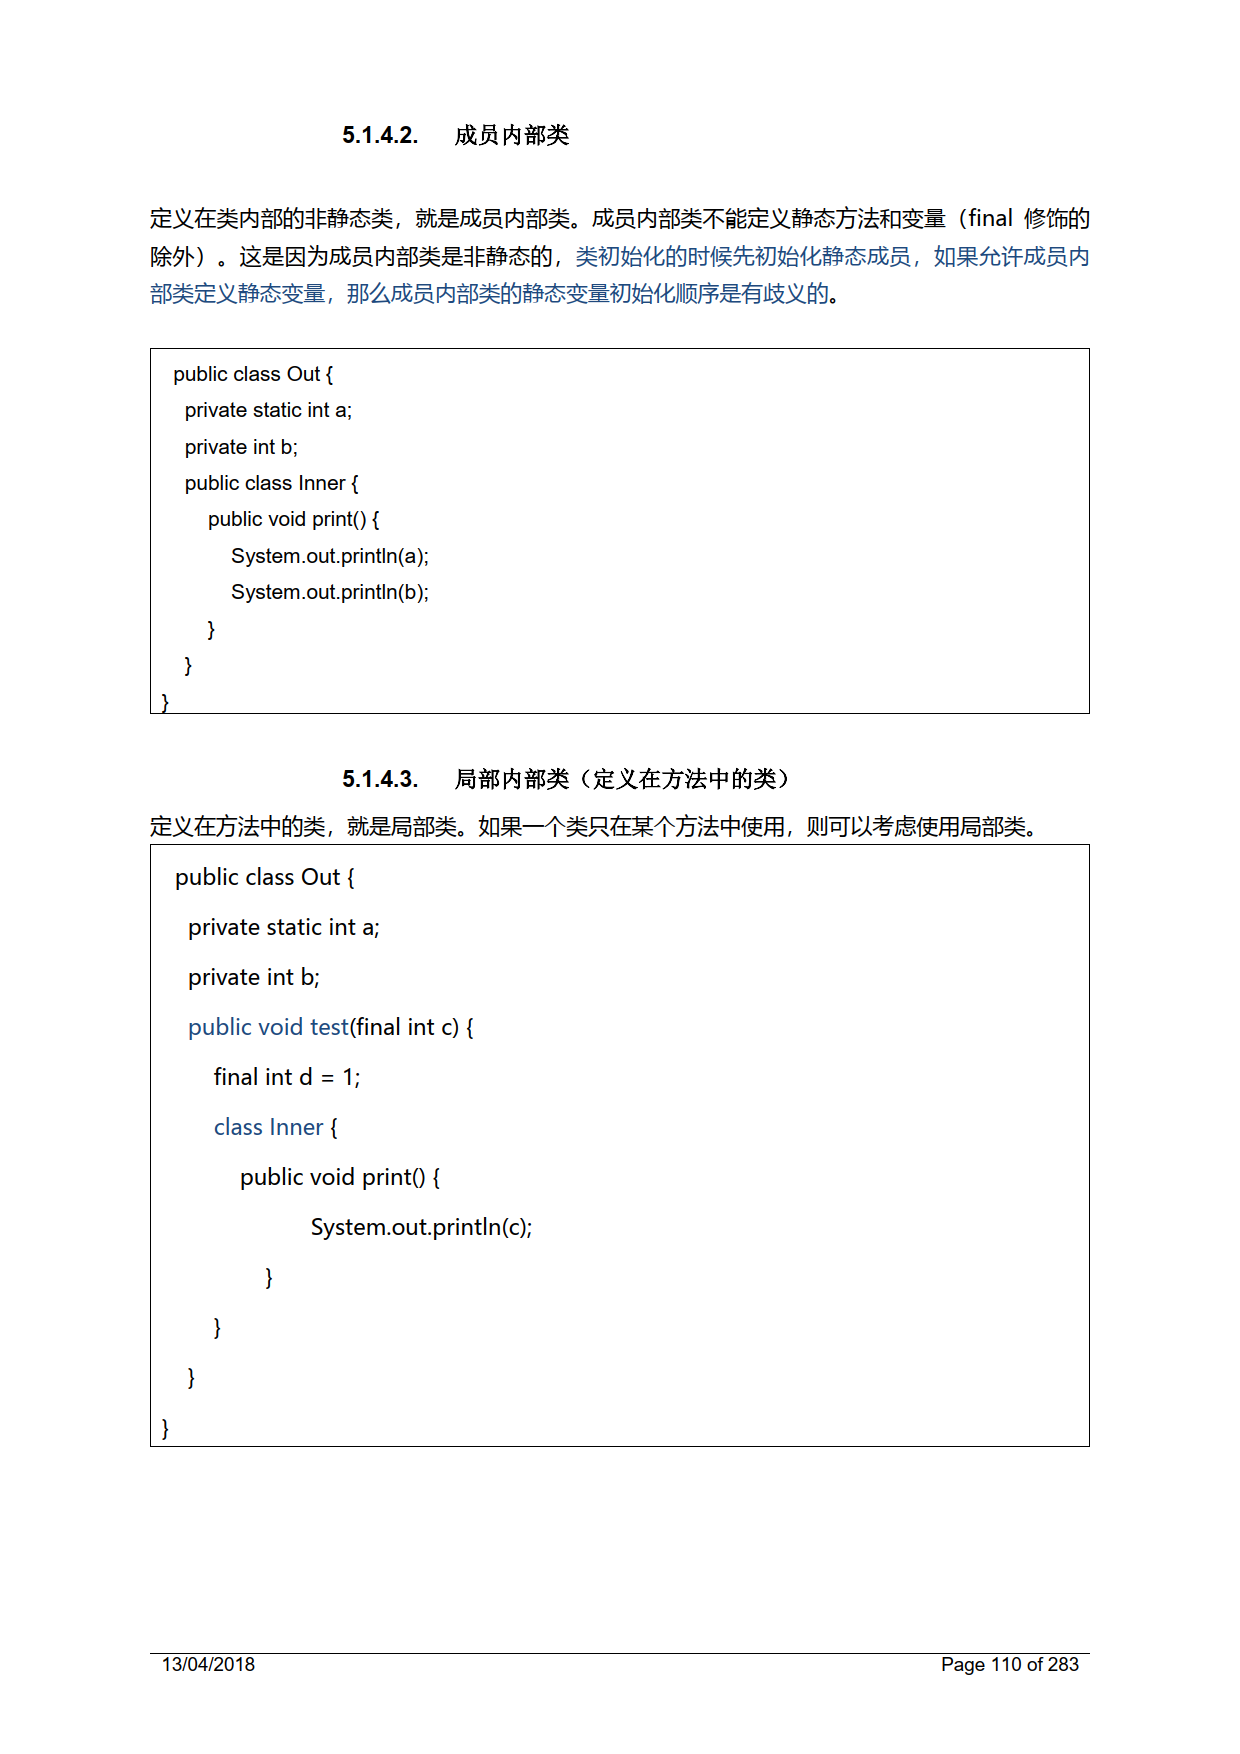 5.1.4.2. 成员内部类
定义在类内部的非静态类，就是成员内部类。成员内部类不能定义静态方法和变量（final 修饰的
除外）。这是因为成员内部类是非静态的，类初始化的时候先初始化静态成员，如果允许成员内
部类定义静态变量，那么成员内部类的静态变量初始化顺序是有歧义的。
public class Out {
private static int a;
private int b;
public class Inner {
public void print() {
System.out.println(a);
System.out.println(b);
}
}
}
5.1.4.3. 局部内部类（定义在方法中的类）
定义在方法中的类，就是局部类。如果一个类只在某个方法中使用，则可以考虑使用局部类。
public class Out {
private static int a;
private int b;
public void test(final int c) {
final int d = 1;
class Inner {
public void print() {
System.out.println(c);
}
}
}
}
13/04/2018 Page 110 of 283